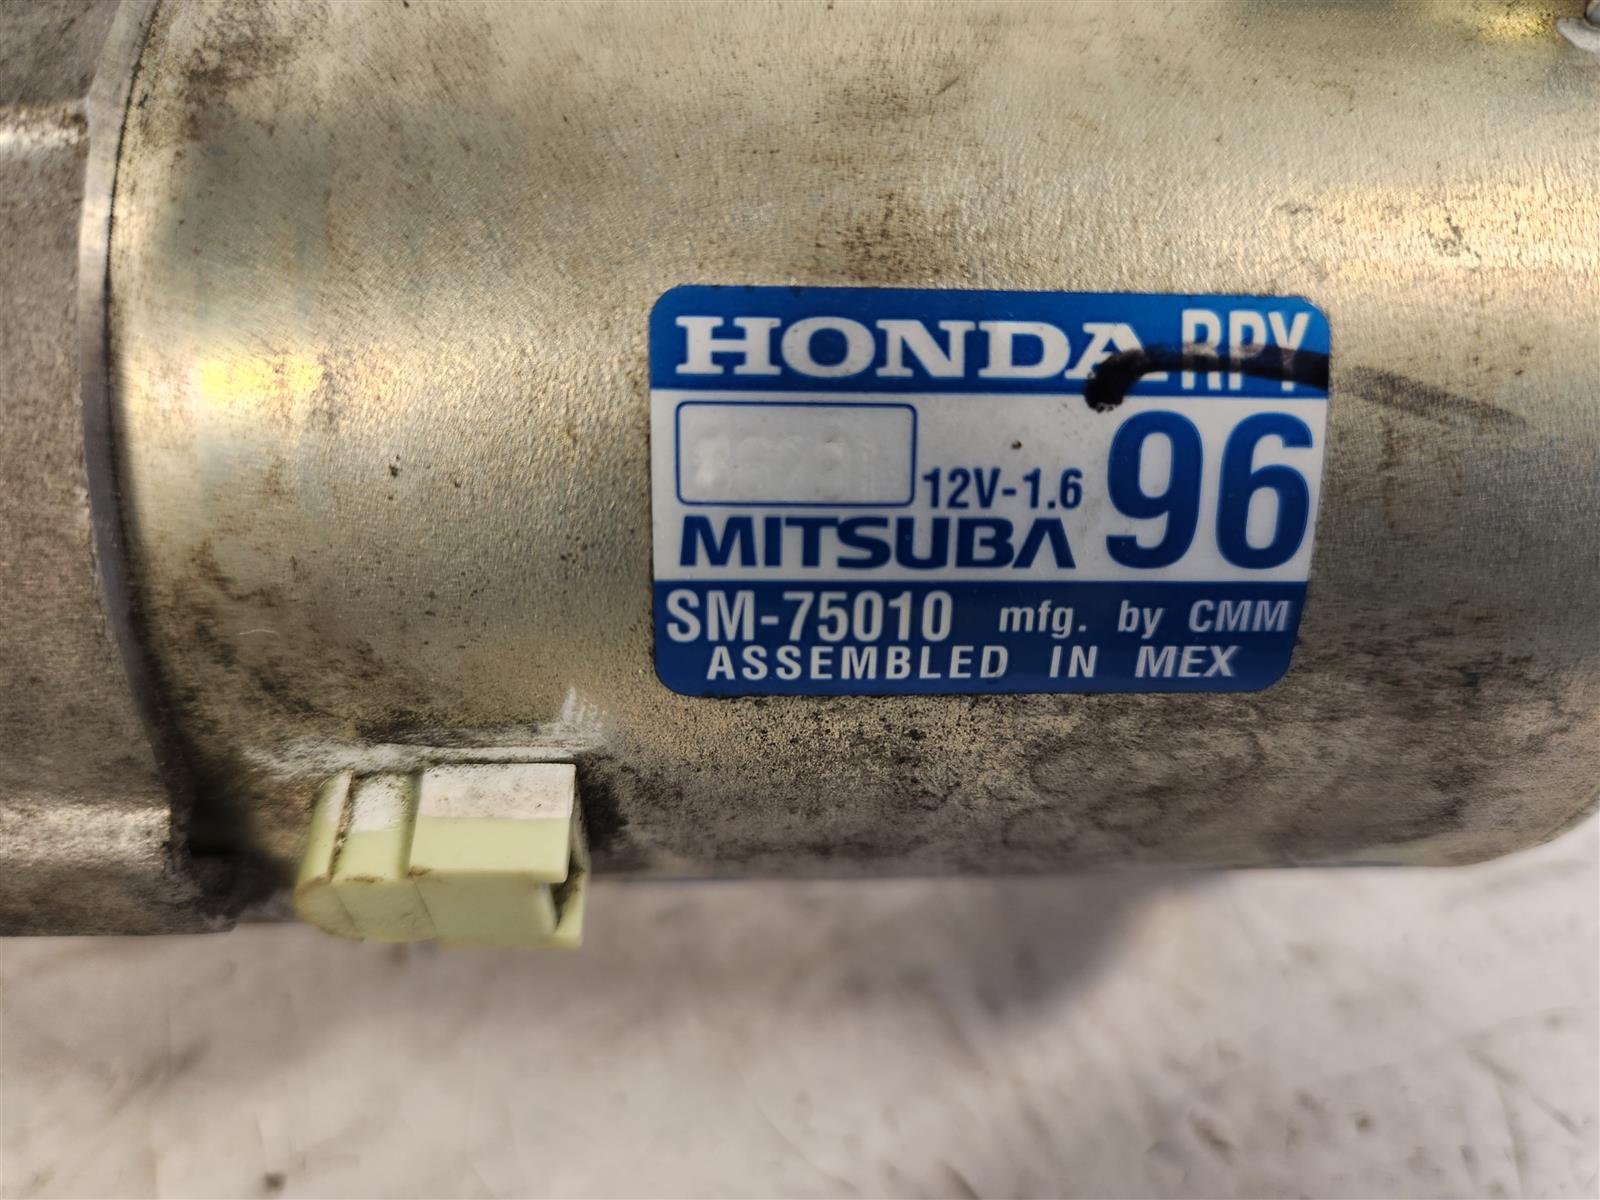 HONDA-RPY
12V-1.6 96
MITSUBA
SM-75010 mfg. by CMM
ASSEMBLED IN MEX